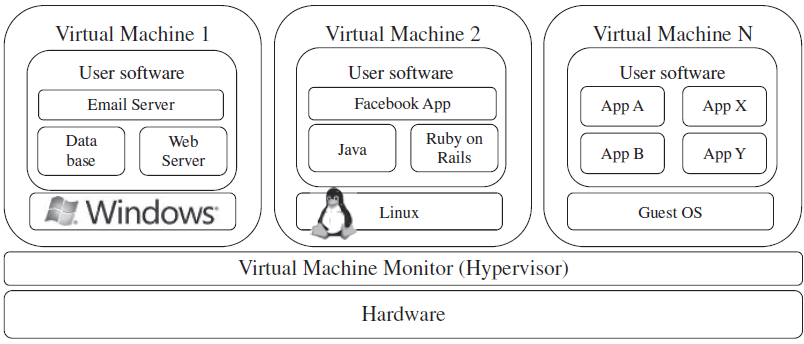 Virtual Machine 1
User software
Email Server
Data
base
Web
Server
Windows
Virtual Machine 2
User software
Facebook App
Java
Ruby on
Rails
Linux
Virtual Machine N
User software
App A
App X
App B
App Y
Guest OS
Virtual Machine Monitor (Hypervisor)
Hardware